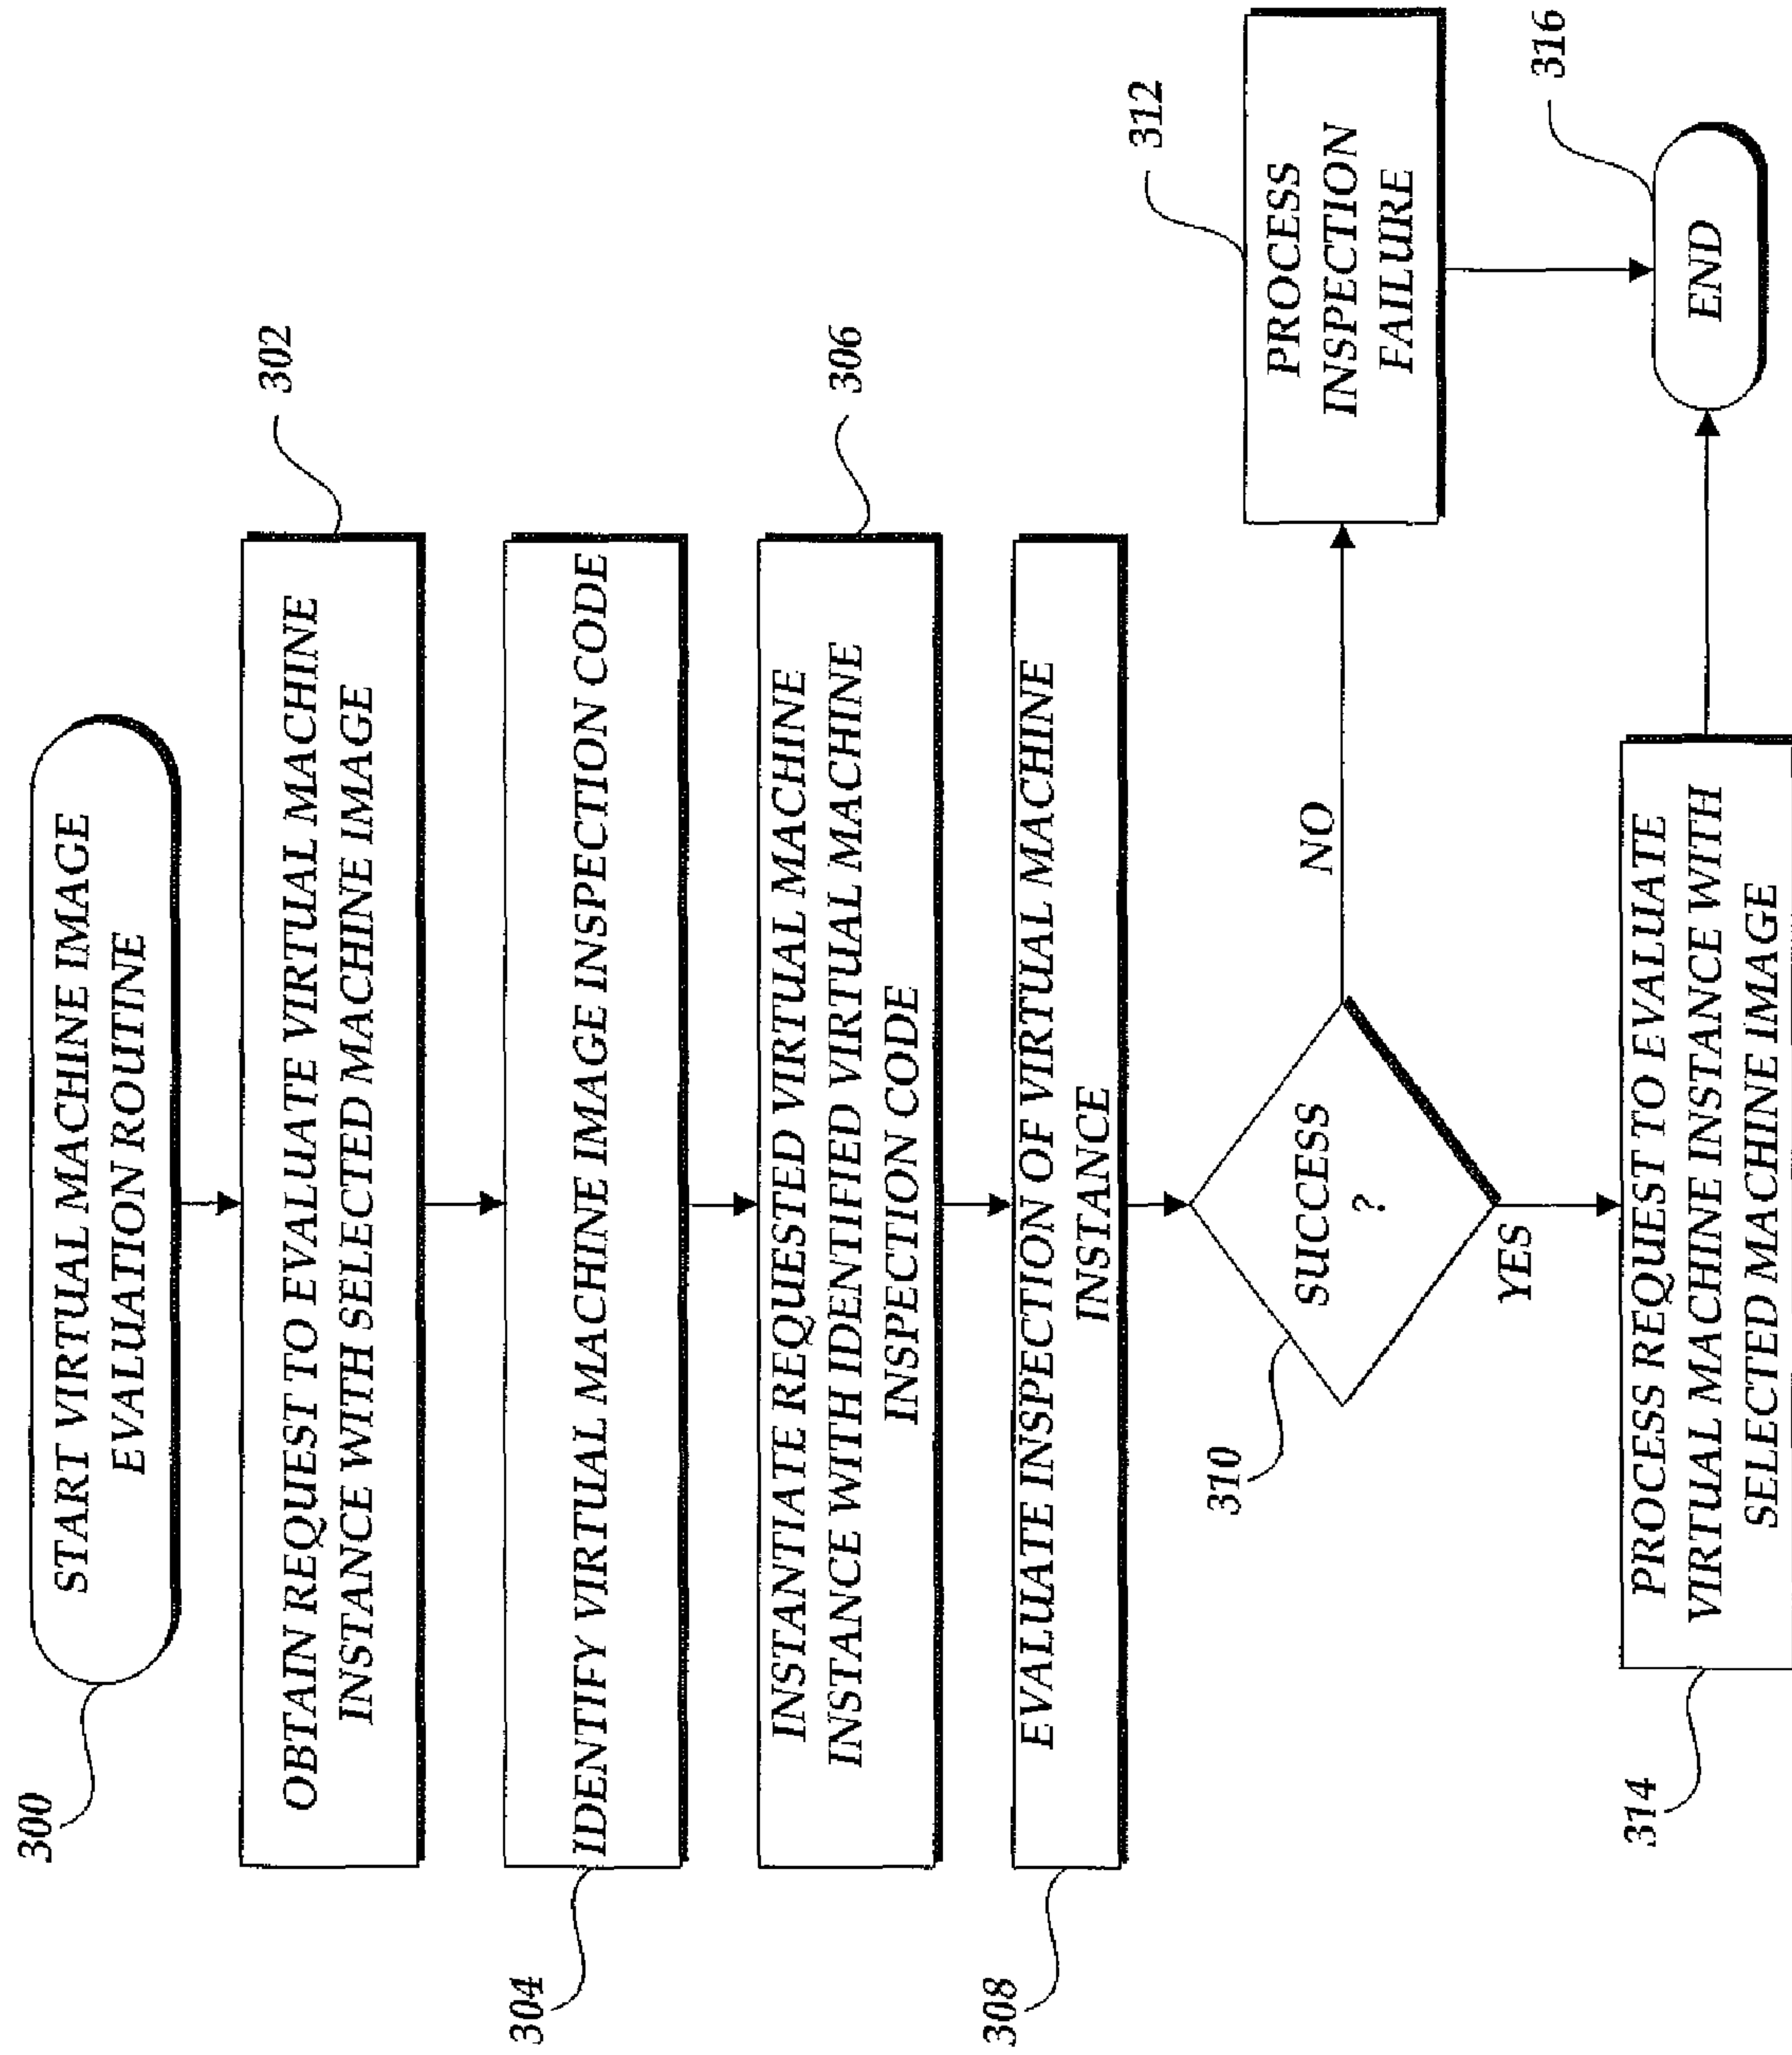 300
START VIRTUAL MACHINE IMAGE
EVALUATION ROUTINE
302
OBTAIN REQUEST TO EVALUATE VIRTUAL MACHINE
INSTANCE WITH SELECTED MACHINE IMAGE
304
IDENTIFY VIRTUAL MACHINE IMAGE INSPECTION CODE
306
INSTANTIATE REQUESTED VIRTUAL MACHINE
INSTANCE WITH IDENTIFIED VIRTUAL MACHINE
INSPECTION CODE
308
EVALUATE INSPECTION OF VIRTUAL MACHINE
INSTANCE
310
SUCCESS
?
NO
312
PROCESS
INSPECTION
FAILURE
YES
314
PROCESS REQUEST TO EVALUATE
VIRTUAL MACHINE INSTANCE WITH
SELECTED MACHINE IMAGE
316
END